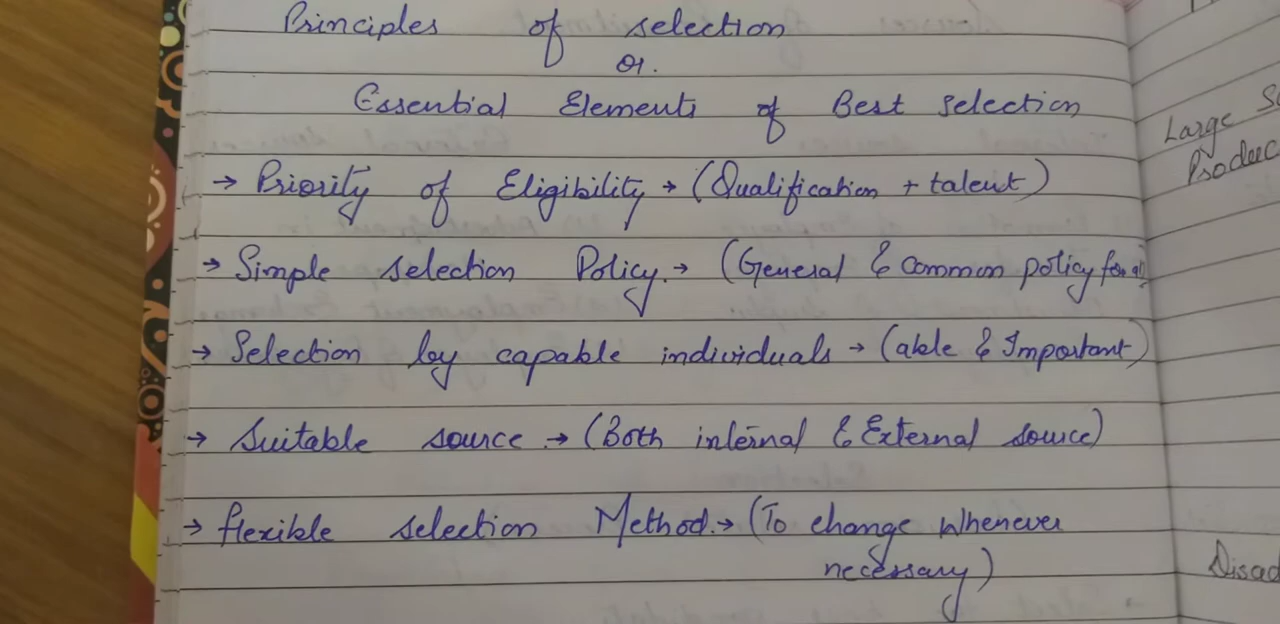 Principles of selection
or.
Essential Elements of Best selection
→ Priority of Eligibility → (Qualification + talent)
→ Simple selection Policy. → (General & common policy for all
→ Selection by capable individuals → (able & Important)
→ Suitable source → (Both internal & External source)
→ flexible selection Method. → (To change whenever
necessary)
Large